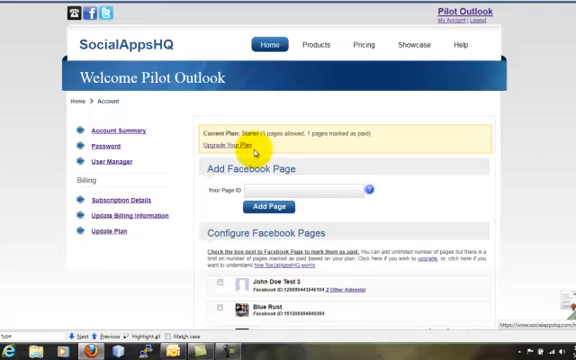 Pilot Outlook
My Account | Logout
SocialAppsHQ
Home Products Pricing Showcase Help
Welcome Pilot Outlook
Home > Account
Account Summary
Password
User Manager
Billing
Subscription Details
Update Billing Information
Update Plan
Current Plan: Starter (1 pages allowed, 1 pages marked as paid)
Upgrade Your Plan
Add Facebook Page
Your Page ID
Add Page
Configure Facebook Pages
Check the box next to Facebook Page to mark them as paid. You can add unlimited number of pages but there is a
limit on number of pages marked as paid based on your plan. Click here if you wish to upgrade, or, click here if you
want to understand how SocialAppsHQ works
John Doe Test 3
Blue Rust
https://www.socialappshq.com/
type
Next Previous Highlight all Match case